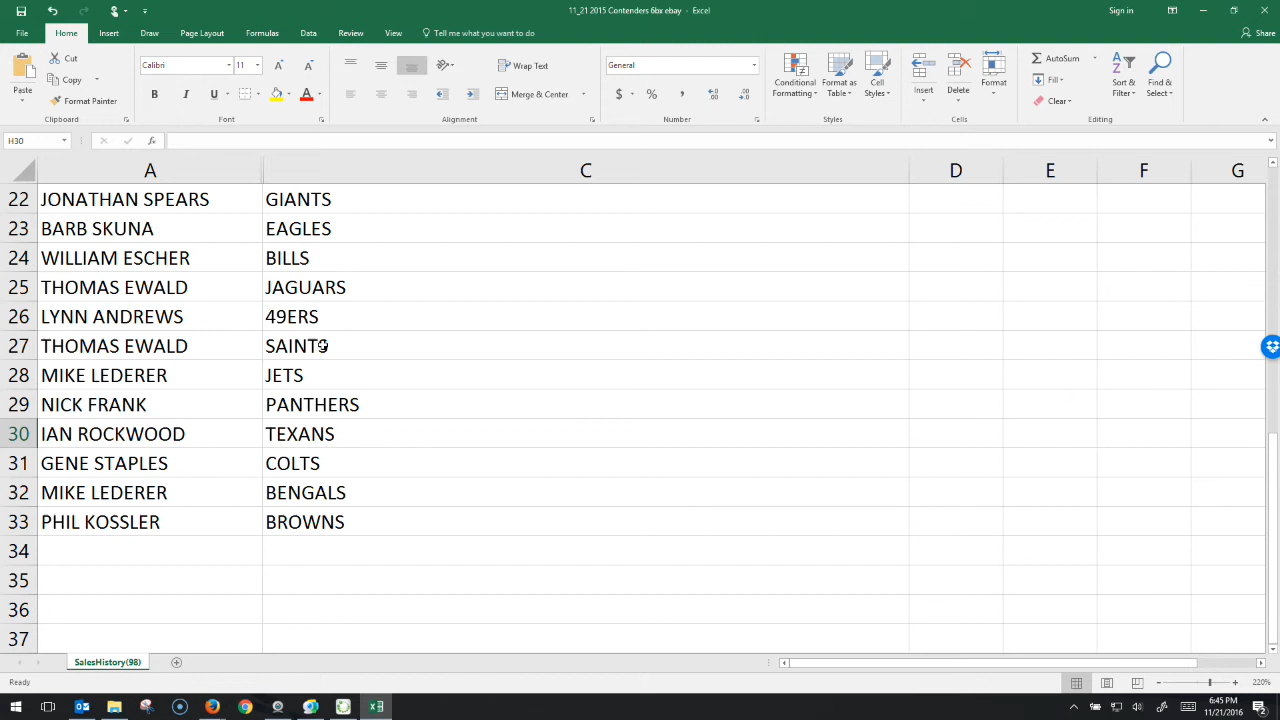 11_21 2015 Contenders 6bx ebay - Excel
Sign in
File Home Insert Draw Page Layout Formulas Data Review View Tell me what you want to do Share
Paste Cut Copy Format Painter
Calibri 11 A A
B I U A
Wrap Text
Merge & Center
General
$ % ,
Conditional Formatting Format as Table Cell Styles
Insert Delete Format
AutoSum Fill Clear
Sort & Filter Find & Select
Clipboard Font Alignment Number Styles Cells Editing
H30 fx
A C D E F G
22 JONATHAN SPEARS GIANTS
23 BARB SKUNA EAGLES
24 WILLIAM ESCHER BILLS
25 THOMAS EWALD JAGUARS
26 LYNN ANDREWS 49ERS
27 THOMAS EWALD SAINTS
28 MIKE LEDERER JETS
29 NICK FRANK PANTHERS
30 IAN ROCKWOOD TEXANS
31 GENE STAPLES COLTS
32 MIKE LEDERER BENGALS
33 PHIL KOSSLER BROWNS
34
35
36
37
SalesHistory(98)
Ready
220%
6:45 PM
11/21/2016
2